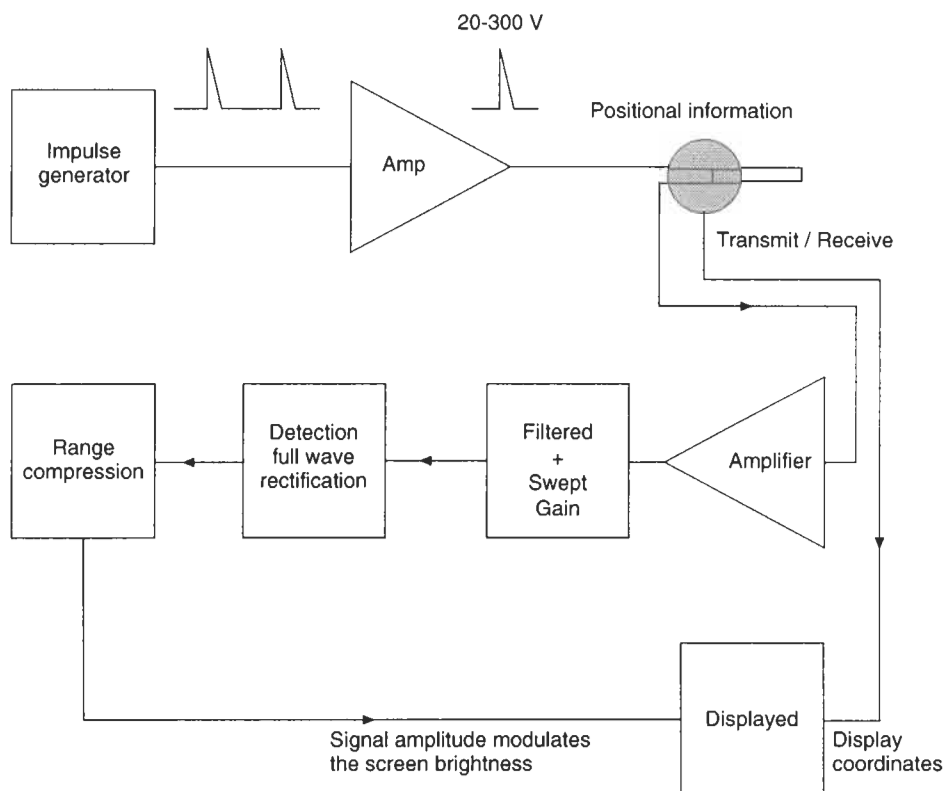 20-300 V
Positional information
Impulse
generator
Amp
Transmit / Receive
Range
compression
Detection
full wave
rectification
Filtered
+
Swept
Gain
Amplifier
Displayed
Signal amplitude modulates
the screen brightness
Display
coordinates